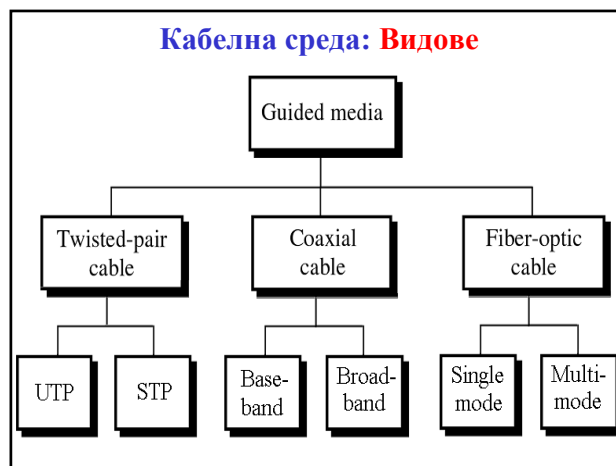 Кабелна среда: Видове
Guided media
Twisted-pair
cable
Coaxial
cable
Fiber-optic
cable
UTP
STP
Base-
band
Broad-
band
Single
mode
Multi-
mode